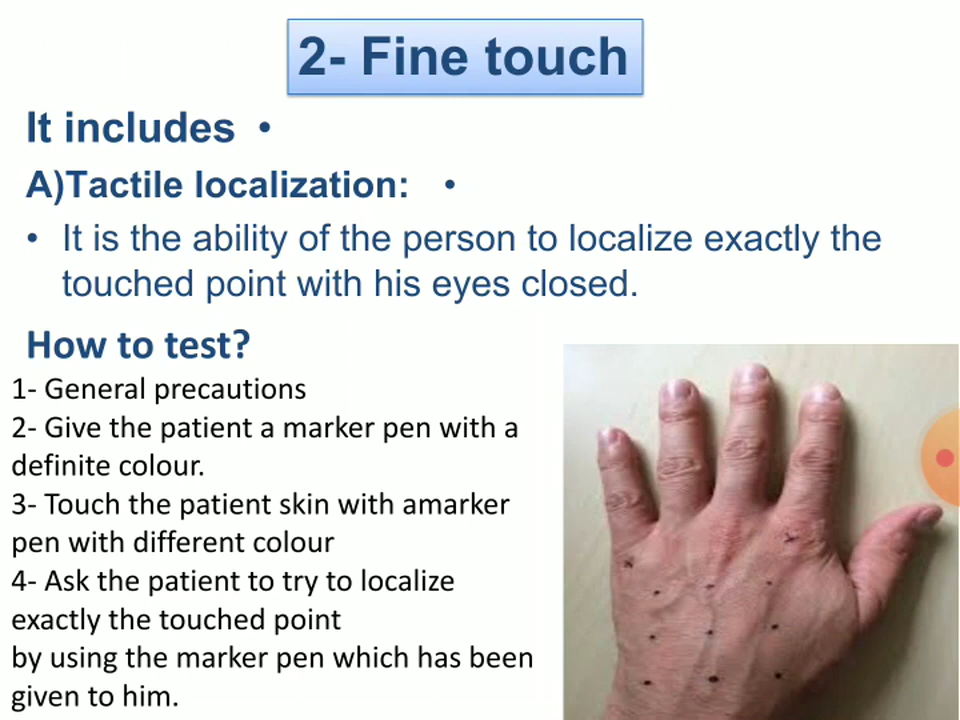 2- Fine touch
It includes •
A)Tactile localization: •
• It is the ability of the person to localize exactly the
touched point with his eyes closed.
How to test?
1- General precautions
2- Give the patient a marker pen with a
definite colour.
3- Touch the patient skin with amarker
pen with different colour
4- Ask the patient to try to localize
exactly the touched point
by using the marker pen which has been
given to him.